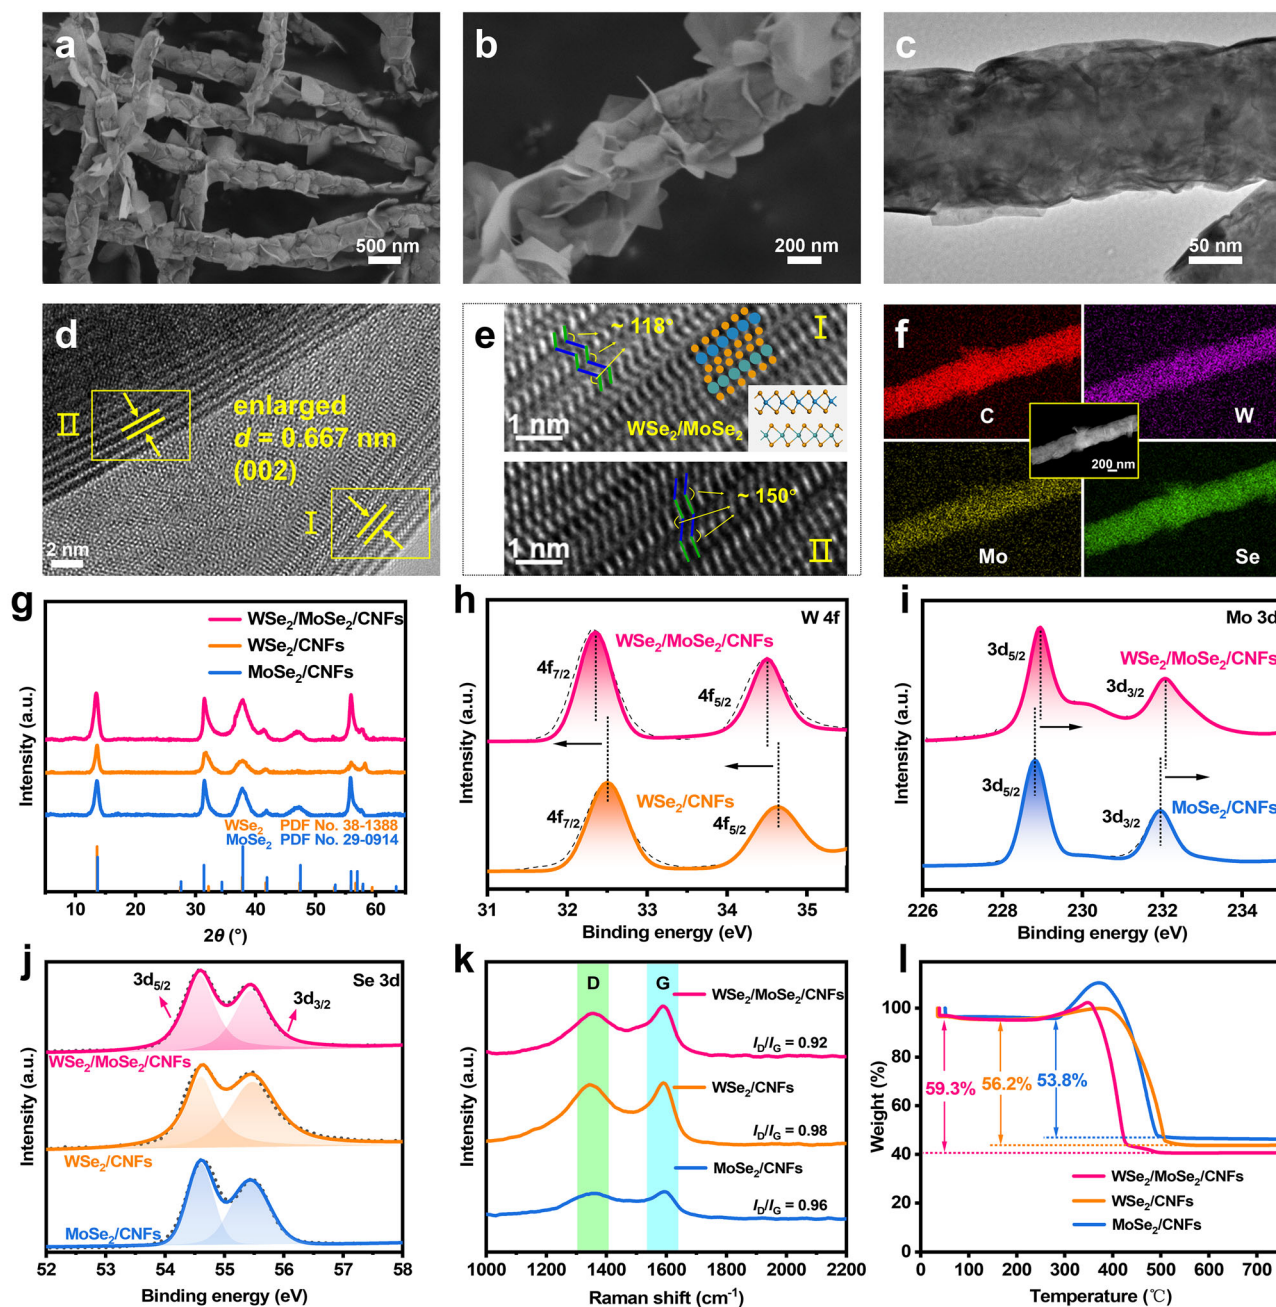 a
500 nm
b
200 nm
c
50 nm
d
II
enlarged
d = 0.667 nm
(002)
I
2 nm
e
~ 118°
I
1 nm
WSe₂/MoSe₂
~ 150°
1 nm
II
f
C
W
200 nm
Mo
Se
g
WSe₂/MoSe₂/CNFs
WSe₂/CNFs
MoSe₂/CNFs
Intensity (a.u.)
WSe₂ PDF No. 38-1388
MoSe₂ PDF No. 29-0914
10 20 30 40 50 60
2θ (°)
h
W 4f
WSe₂/MoSe₂/CNFs
4f7/2
4f5/2
Intensity (a.u.)
WSe₂/CNFs
4f7/2
4f5/2
31 32 33 34 35
Binding energy (eV)
i
Mo 3d
3d5/2
WSe₂/MoSe₂/CNFs
3d3/2
Intensity (a.u.)
3d5/2
MoSe₂/CNFs
3d3/2
226 228 230 232 234
Binding energy (eV)
j
Se 3d
3d5/2
3d3/2
WSe₂/MoSe₂/CNFs
Intensity (a.u.)
WSe₂/CNFs
MoSe₂/CNFs
52 53 54 55 56 57 58
Binding energy (eV)
k
D
G
WSe₂/MoSe₂/CNFs
ID/IG = 0.92
Intensity (a.u.)
WSe₂/CNFs
ID/IG = 0.98
MoSe₂/CNFs
ID/IG = 0.96
1000 1200 1400 1600 1800 2000 2200
Raman shift (cm⁻¹)
l
100
80
60
40
20
0
Weight (%)
59.3%
56.2%
53.8%
WSe₂/MoSe₂/CNFs
WSe₂/CNFs
MoSe₂/CNFs
0 100 200 300 400 500 600 700
Temperature (℃)